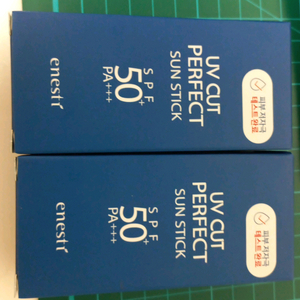 UV CUT
PERFECT
SUN STICK
SPF
50+
PA+++
enesti
피부 저자극
테스트 완료
UV CUT
PERFECT
SUN STICK
SPF
50+
PA+++
enesti
피부 저자극
테스트 완료